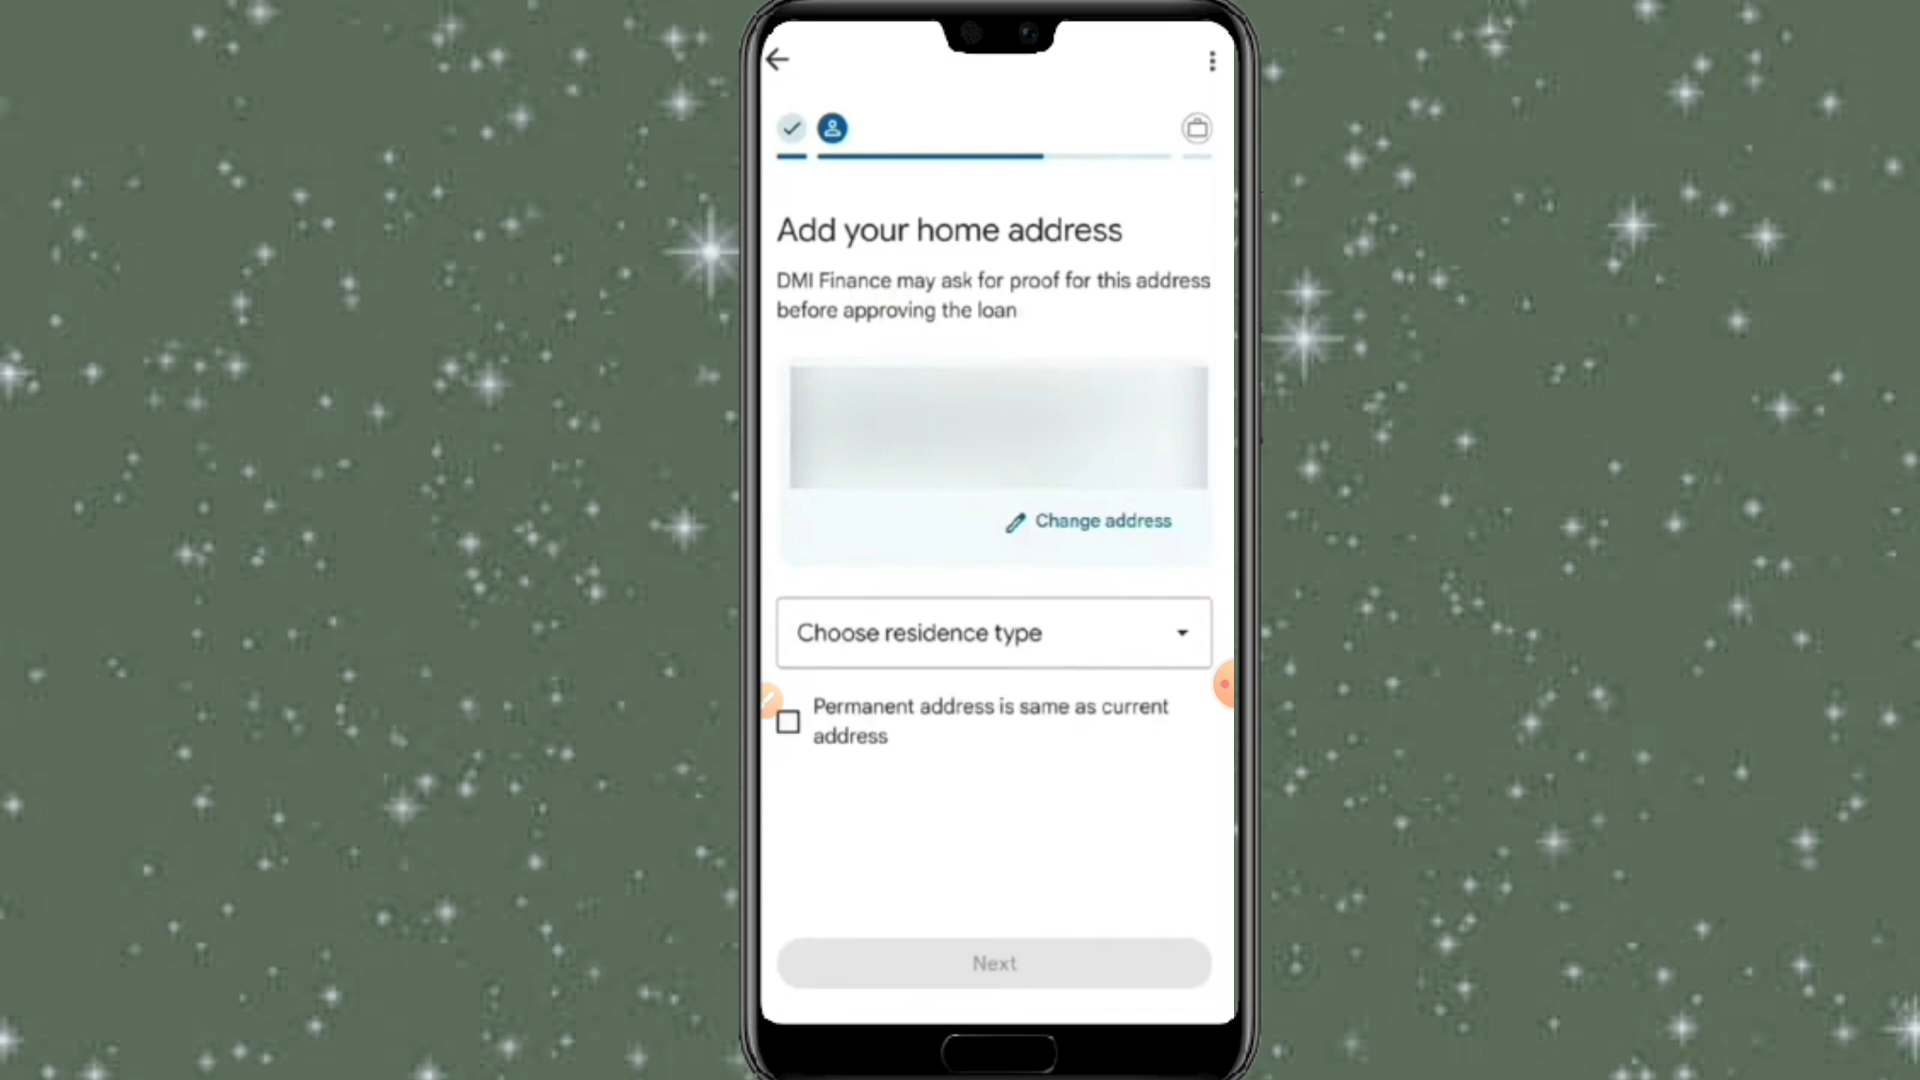 Add your home address
DMI Finance may ask for proof for this address
before approving the loan
Change address
Choose residence type
Permanent address is same as current
address
Next